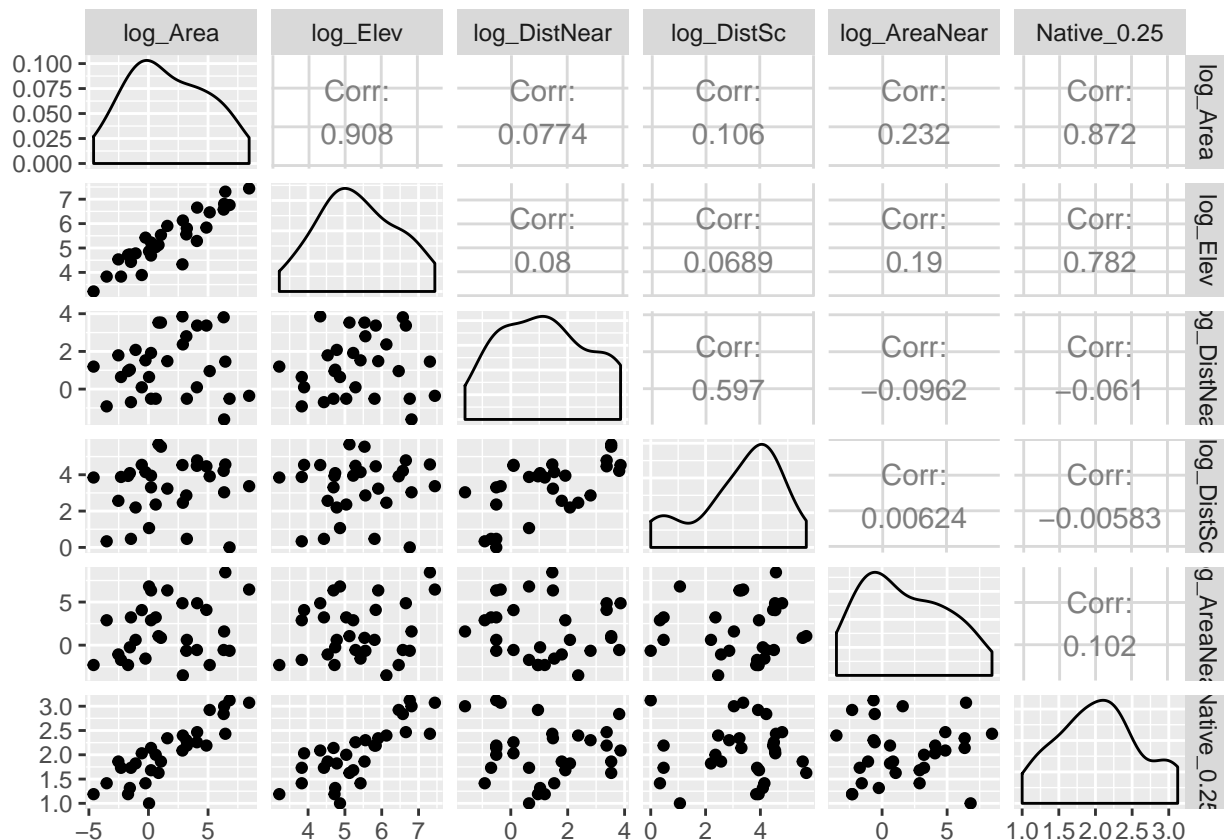 log_Area log_Elev log_DistNear log_DistSc log_AreaNear Native_0.25
0.100
0.075
0.050
0.025
0.000
Corr: Corr: Corr: Corr: Corr:
0.908 0.0774 0.106 0.232 0.872
log_Area
7
6
5
4
Corr: Corr: Corr: Corr:
0.08 0.0689 0.19 0.782
log_Elev
4
2
0
Corr: Corr: Corr:
0.597 −0.0962 −0.061
g_DistNea
4
2
0
Corr: Corr:
0.00624 −0.00583
log_DistSc
5
0
Corr:
0.102
g_AreaNea
3.0
2.5
2.0
1.5
1.0
Native_0.25
−5 0 5 4 5 6 7 0 2 4 0 2 4 0 5 1.0 1.5 2.0 2.5 3.0